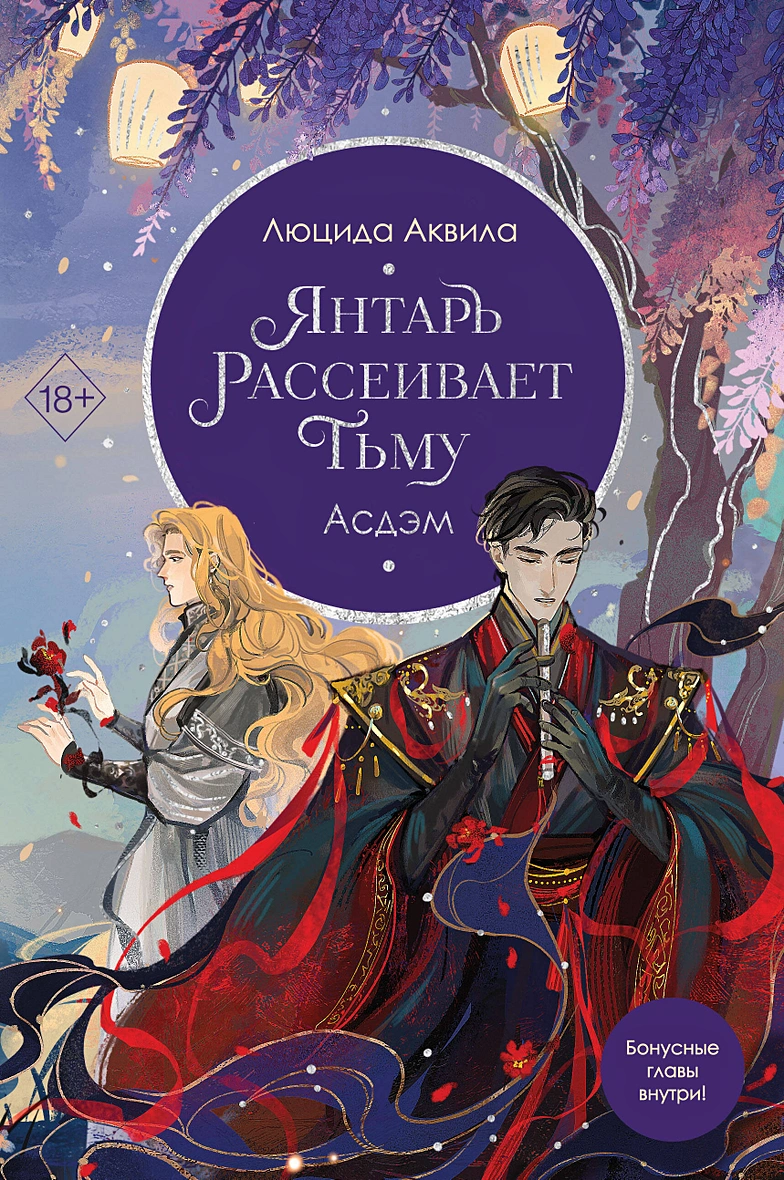 Люцида Аквила
Янтарь
Рассеивает
Тьму
Асдэм
18+
Бонусные
главы
внутри!